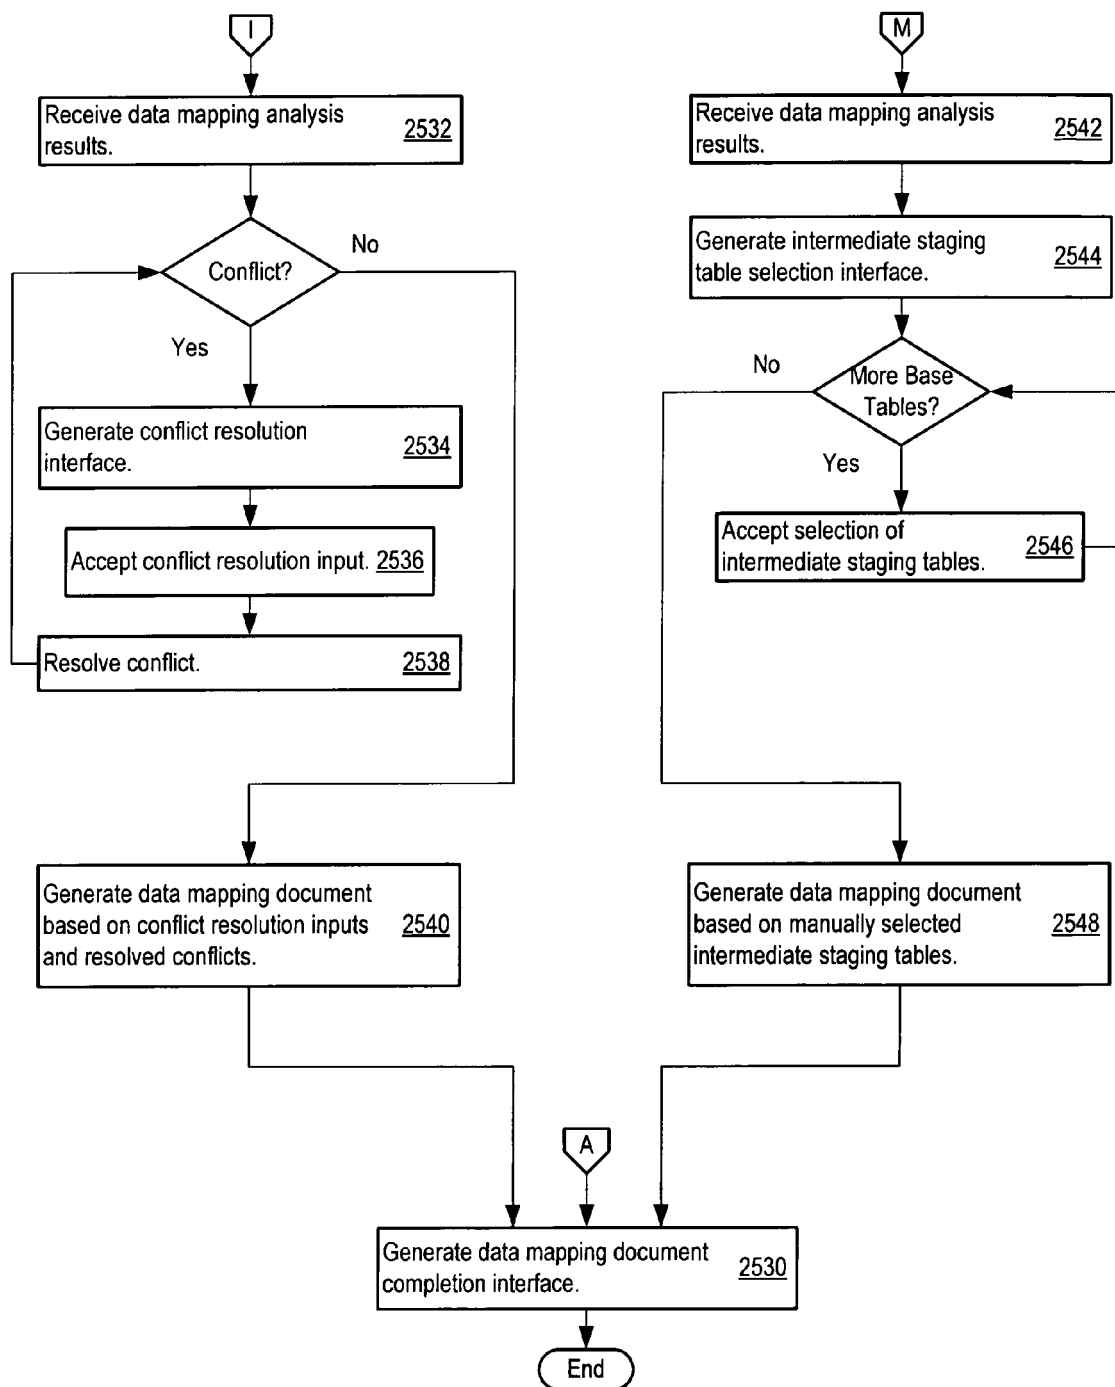 I
Receive data mapping analysis
results.
2532
Conflict?
No
Yes
Generate conflict resolution
interface.
2534
Accept conflict resolution input. 2536
Resolve conflict.
2538
Generate data mapping document
based on conflict resolution inputs
and resolved conflicts.
2540
M
Receive data mapping analysis
results.
2542
Generate intermediate staging
table selection interface.
2544
No
More Base
Tables?
Yes
Accept selection of
intermediate staging tables.
2546
Generate data mapping document
based on manually selected
intermediate staging tables.
2548
A
Generate data mapping document
completion interface.
2530
End